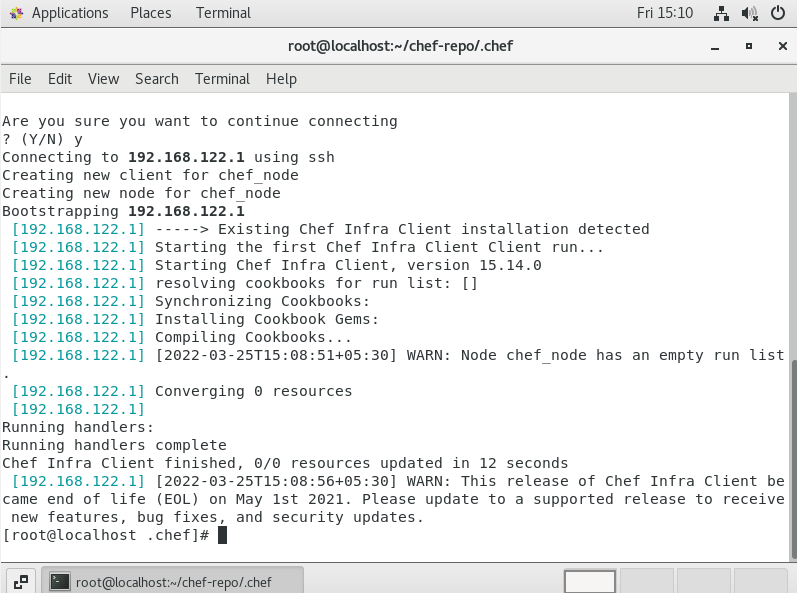 Applications Places Terminal Fri 15:10
root@localhost:~/chef-repo/.chef
File Edit View Search Terminal Help
Are you sure you want to continue connecting
? (Y/N) y
Connecting to 192.168.122.1 using ssh
Creating new client for chef_node
Creating new node for chef_node
Bootstrapping 192.168.122.1
[192.168.122.1] -----> Existing Chef Infra Client installation detected
[192.168.122.1] Starting the first Chef Infra Client Client run...
[192.168.122.1] Starting Chef Infra Client, version 15.14.0
[192.168.122.1] resolving cookbooks for run list: []
[192.168.122.1] Synchronizing Cookbooks:
[192.168.122.1] Installing Cookbook Gems:
[192.168.122.1] Compiling Cookbooks...
[192.168.122.1] [2022-03-25T15:08:51+05:30] WARN: Node chef_node has an empty run list
.
[192.168.122.1] Converging 0 resources
[192.168.122.1]
Running handlers:
Running handlers complete
Chef Infra Client finished, 0/0 resources updated in 12 seconds
[192.168.122.1] [2022-03-25T15:08:56+05:30] WARN: This release of Chef Infra Client be
came end of life (EOL) on May 1st 2021. Please update to a supported release to receive
new features, bug fixes, and security updates.
[root@localhost .chef]#
root@localhost:~/chef-repo/.chef